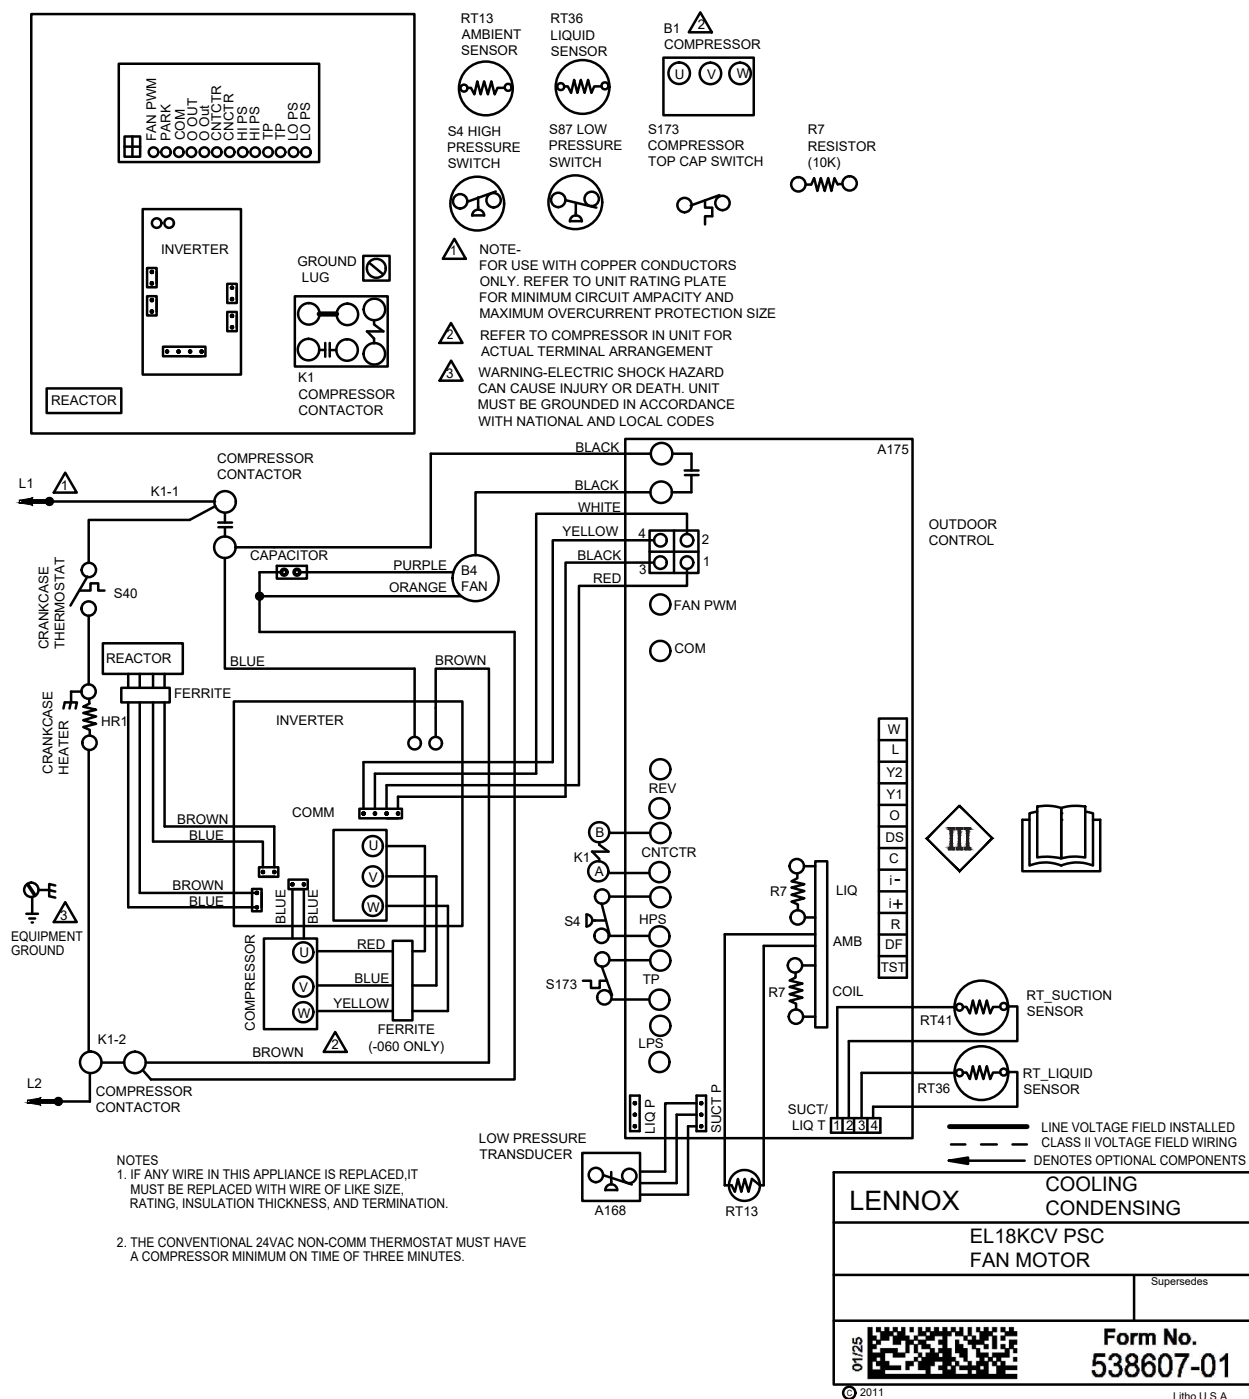 RT13
AMBIENT
SENSOR
RT36
LIQUID
SENSOR
B1 2
COMPRESSOR
U V W
FAN PWM
PARK
COM
O OUT
O Out
CNTCTR
CNCTR
HI PS
HI PS
TP
TP
LO PS
LO PS
S4 HIGH
PRESSURE
SWITCH
S87 LOW
PRESSURE
SWITCH
S173
COMPRESSOR
TOP CAP SWITCH
R7
RESISTOR
(10K)
INVERTER
GROUND
LUG
K1
COMPRESSOR
CONTACTOR
REACTOR
1 NOTE-
FOR USE WITH COPPER CONDUCTORS
ONLY. REFER TO UNIT RATING PLATE
FOR MINIMUM CIRCUIT AMPACITY AND
MAXIMUM OVERCURRENT PROTECTION SIZE
2 REFER TO COMPRESSOR IN UNIT FOR
ACTUAL TERMINAL ARRANGEMENT
3 WARNING-ELECTRIC SHOCK HAZARD
CAN CAUSE INJURY OR DEATH. UNIT
MUST BE GROUNDED IN ACCORDANCE
WITH NATIONAL AND LOCAL CODES
COMPRESSOR
CONTACTOR
L1 1
K1-1
BLACK
A175
BLACK
WHITE
YELLOW
4 2
BLACK
3 1
RED
OUTDOOR
CONTROL
CAPACITOR
PURPLE
ORANGE
B4
FAN
CRANKCASE
THERMOSTAT
S40
FAN PWM
COM
REACTOR
FERRITE
BLUE
BROWN
CRANKCASE
HEATER
HR1
INVERTER
COMM
BROWN
BLUE
BROWN
BLUE
U
V
W
BLUE
BLUE
COMPRESSOR
U
V
W
RED
BLUE
YELLOW
FERRITE
(-060 ONLY)
2
3
EQUIPMENT
GROUND
REV
B
K1
A
CNTCTR
S4
HPS
S173
TP
LPS
W
L
Y2
Y1
O
DS
C
i-
i+
R
DF
TST
III
R7
LIQ
AMB
R7
COIL
RT41
RT_SUCTION
SENSOR
RT36
RT_LIQUID
SENSOR
K1-2
BROWN
L2
COMPRESSOR
CONTACTOR
LIQ P
SUCT P
SUCT/
LIQ T
1 2 3 4
LOW PRESSURE
TRANSDUCER
A168
RT13
LINE VOLTAGE FIELD INSTALLED
CLASS II VOLTAGE FIELD WIRING
DENOTES OPTIONAL COMPONENTS
NOTES
1. IF ANY WIRE IN THIS APPLIANCE IS REPLACED,IT
MUST BE REPLACED WITH WIRE OF LIKE SIZE,
RATING, INSULATION THICKNESS, AND TERMINATION.
2. THE CONVENTIONAL 24VAC NON-COMM THERMOSTAT MUST HAVE
A COMPRESSOR MINIMUM ON TIME OF THREE MINUTES.
LENNOX
COOLING
CONDENSING
EL18KCV PSC
FAN MOTOR
Supersedes
01/25
Form No.
538607-01
© 2011
Litho U.S.A.